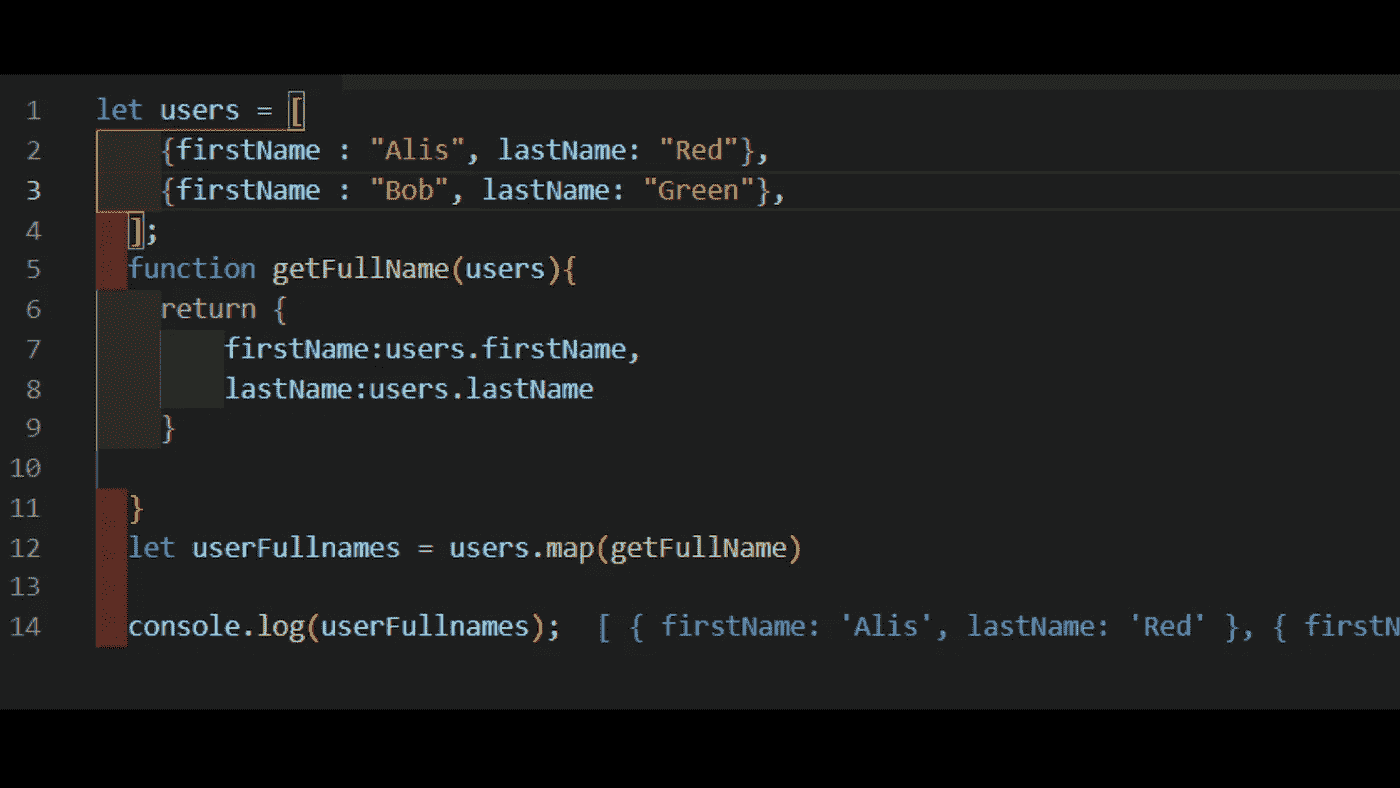 1 let users = [
2 {firstName : "Alis", lastName: "Red"},
3 {firstName : "Bob", lastName: "Green"},
4 ];
5 function getFullName(users){
6 return {
7 firstName:users.firstName,
8 lastName:users.lastName
9 }
10
11 }
12 let userFullnames = users.map(getFullName)
13
14 console.log(userFullnames); [ { firstName: 'Alis', lastName: 'Red' }, { firstN